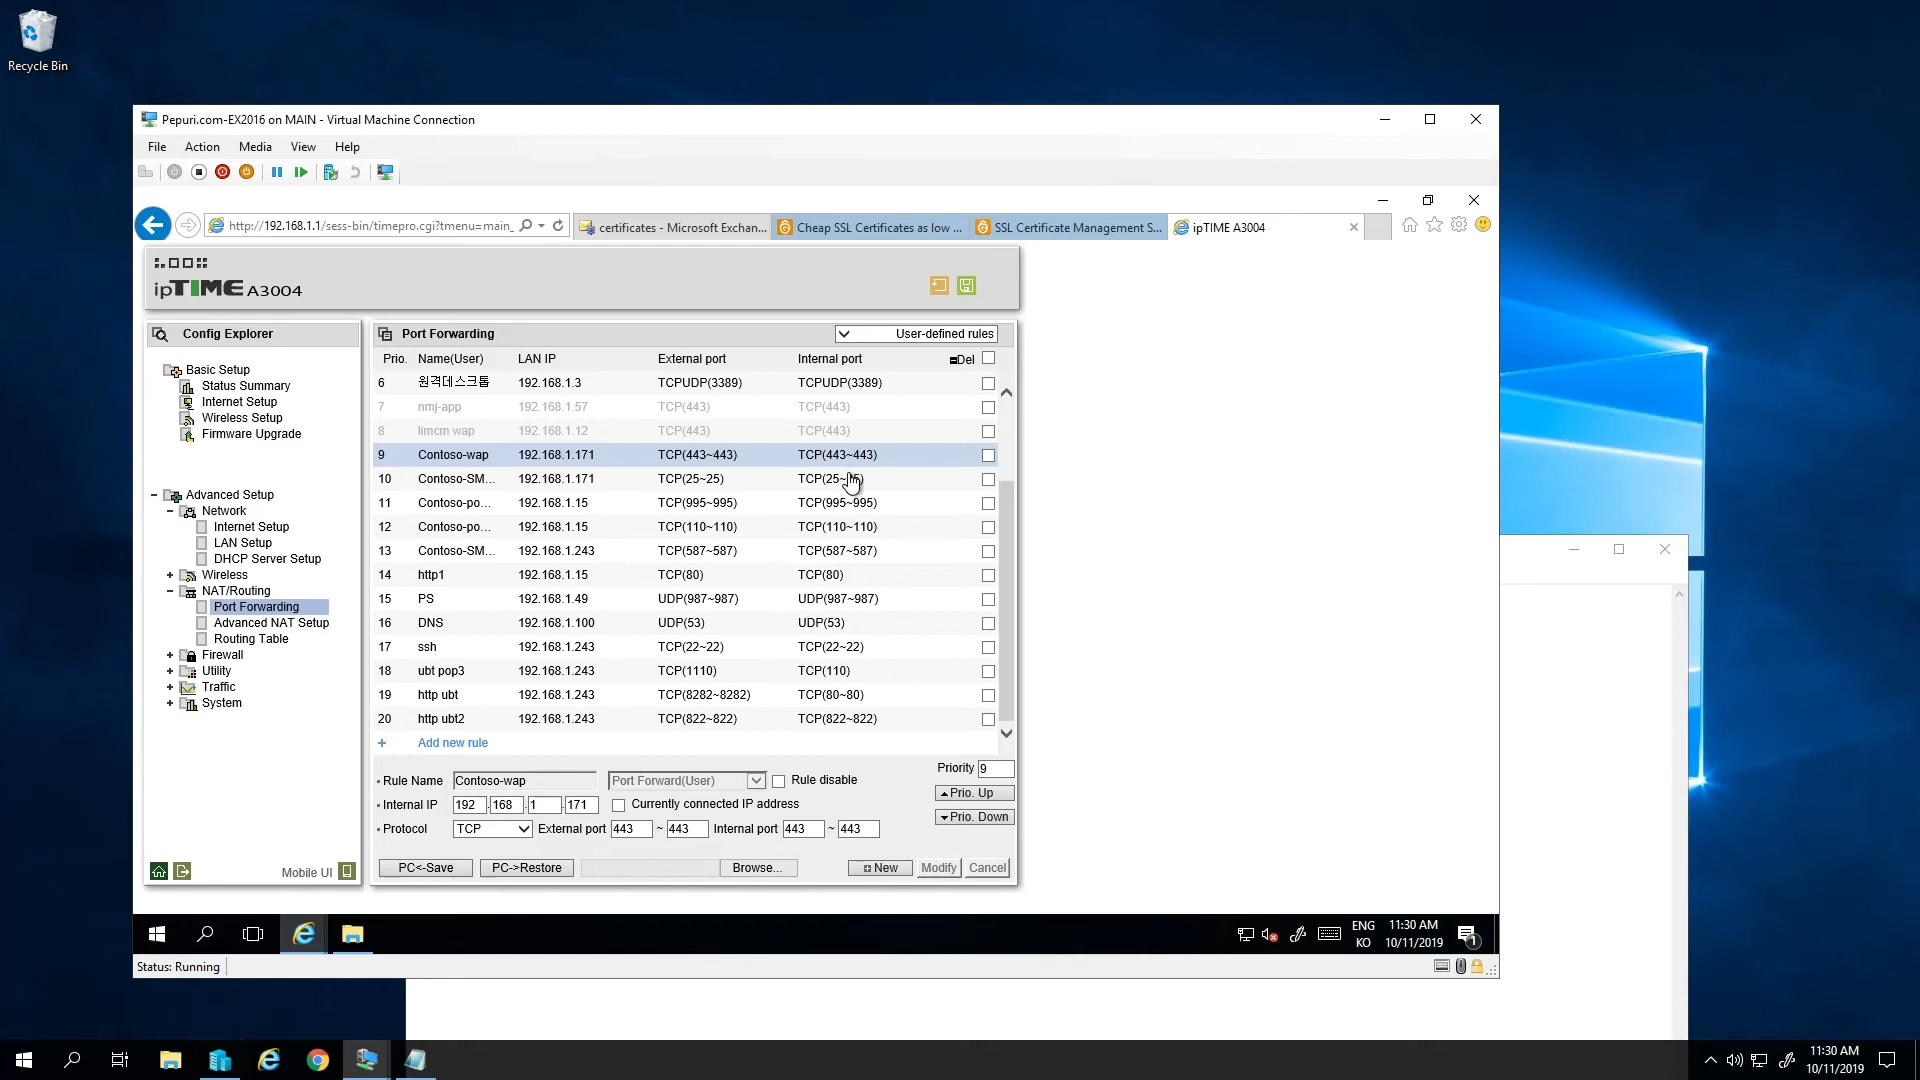 Recycle Bin
Pepuri.com-EX2016 on MAIN - Virtual Machine Connection
File Action Media View Help
http://192.168.1.1/sess-bin/timepro.cgi?tmenu=main_
certificates - Microsoft Exchan...
Cheap SSL Certificates as low ...
SSL Certificate Management S...
ipTIME A3004
ipTIME A3004
Config Explorer
Basic Setup
Status Summary
Internet Setup
Wireless Setup
Firmware Upgrade
Advanced Setup
Network
Internet Setup
LAN Setup
DHCP Server Setup
Wireless
NAT/Routing
Port Forwarding
Advanced NAT Setup
Routing Table
Firewall
Utility
Traffic
System
Mobile UI
Port Forwarding User-defined rules
Prio. Name(User) LAN IP External port Internal port Del
6 원격데스크톱 192.168.1.3 TCPUDP(3389) TCPUDP(3389)
7 nmj-app 192.168.1.57 TCP(443) TCP(443)
8 limcm wap 192.168.1.12 TCP(443) TCP(443)
9 Contoso-wap 192.168.1.171 TCP(443~443) TCP(443~443)
10 Contoso-SM... 192.168.1.171 TCP(25~25) TCP(25~25)
11 Contoso-po... 192.168.1.15 TCP(995~995) TCP(995~995)
12 Contoso-po... 192.168.1.15 TCP(110~110) TCP(110~110)
13 Contoso-SM... 192.168.1.243 TCP(587~587) TCP(587~587)
14 http1 192.168.1.15 TCP(80) TCP(80)
15 PS 192.168.1.49 UDP(987~987) UDP(987~987)
16 DNS 192.168.1.100 UDP(53) UDP(53)
17 ssh 192.168.1.243 TCP(22~22) TCP(22~22)
18 ubt pop3 192.168.1.243 TCP(1110) TCP(110)
19 http ubt 192.168.1.243 TCP(8282~8282) TCP(80~80)
20 http ubt2 192.168.1.243 TCP(822~822) TCP(822~822)
+ Add new rule
Priority 9
Rule Name Contoso-wap Port Forward(User) Rule disable
Prio. Up
Internal IP 192 . 168 . 1 . 171 Currently connected IP address
Prio. Down
Protocol TCP External port 443 ~ 443 Internal port 443 ~ 443
PC<-Save PC->Restore Browse... New Modify Cancel
ENG
KO
11:30 AM
10/11/2019
1
Status: Running
11:30 AM
10/11/2019